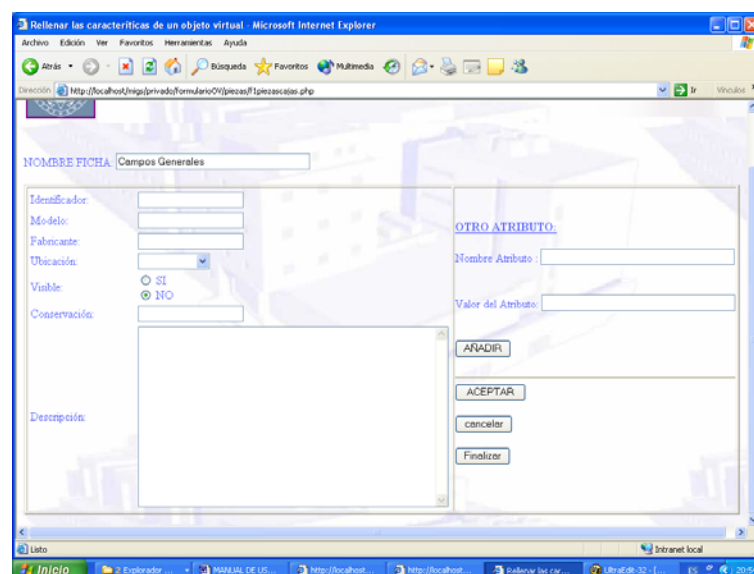 Rellenar las caracteríticas de un objeto virtual - Microsoft Internet Explorer
Archivo Edición Ver Favoritos Herramientas Ayuda
Atrás Búsqueda Favoritos Multimedia
Dirección http://localhost/migs/privado/formularioOV/piezas/f1piezascajas.php Ir Vínculos
NOMBRE FICHA: Campos Generales
Identificador:
Modelo:
Fabricante:
Ubicación:
Visible:
SI
NO
Conservación:
Descripción:
OTRO ATRIBUTO:
Nombre Atributo :
Valor del Atributo:
AÑADIR
ACEPTAR
cancelar
Finalizar
Listo Intranet local
Inicio 2 Explorador ... MANUAL DE US... http://localhost... http://localhost... Rellenar las car... UltraEdit-32 - [... ES